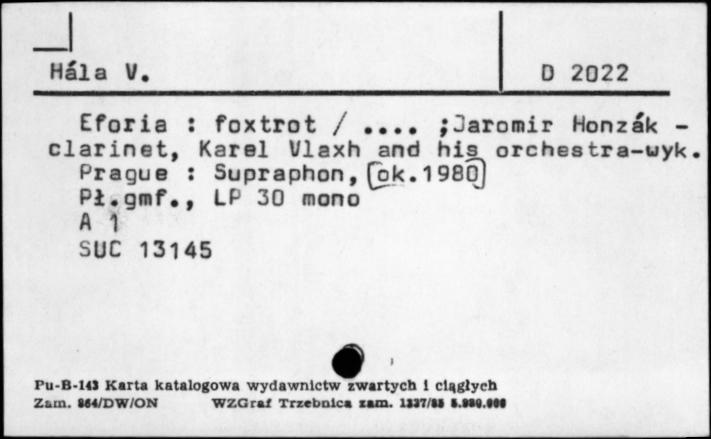 Hála V.
D 2022
Eforia : foxtrot / .... ;Jaromir Honzák -
clarinet, Karel Vlaxh and his orchestra-wyk.
Prague : Supraphon, [ok.1980]
Pł.gmf., LP 30 mono
A 1
SUC 13145
Pu-B-143 Karta katalogowa wydawnictw zwartych i ciągłych
Zam. 864/DW/ON WZGraf Trzebnica zam. 1337/85